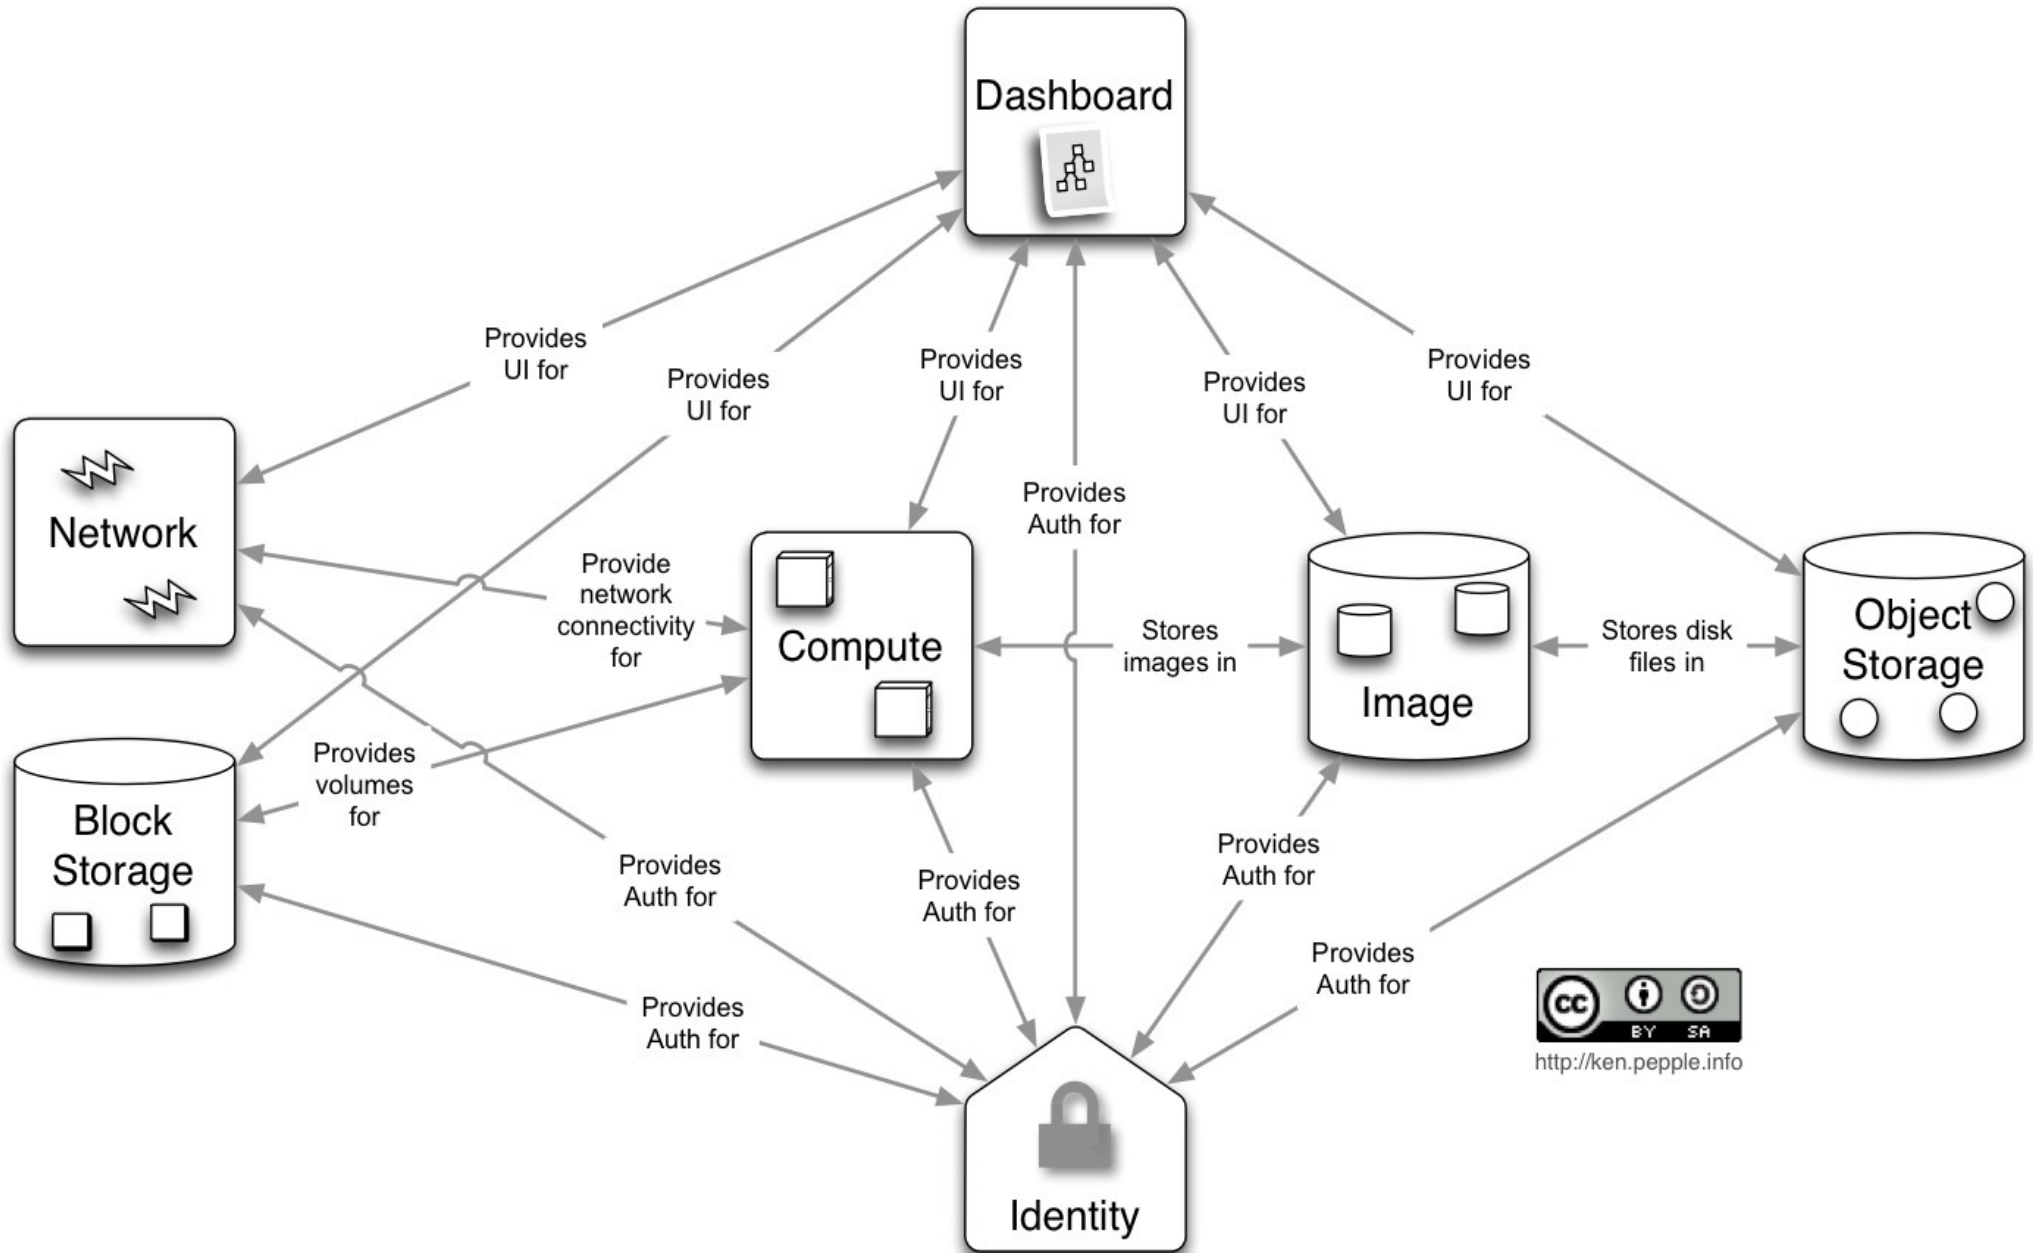 Dashboard
Provides
UI for
Provides
UI for
Provides
UI for
Provides
UI for
Provides
UI for
Network
Provides
Auth for
Provide
network
connectivity
for
Compute
Stores
images in
Image
Stores disk
files in
Object
Storage
Provides
volumes
for
Block
Storage
Provides
Auth for
Provides
Auth for
Provides
Auth for
Provides
Auth for
Provides
Auth for
Identity
cc
BY SA
http://ken.pepple.info